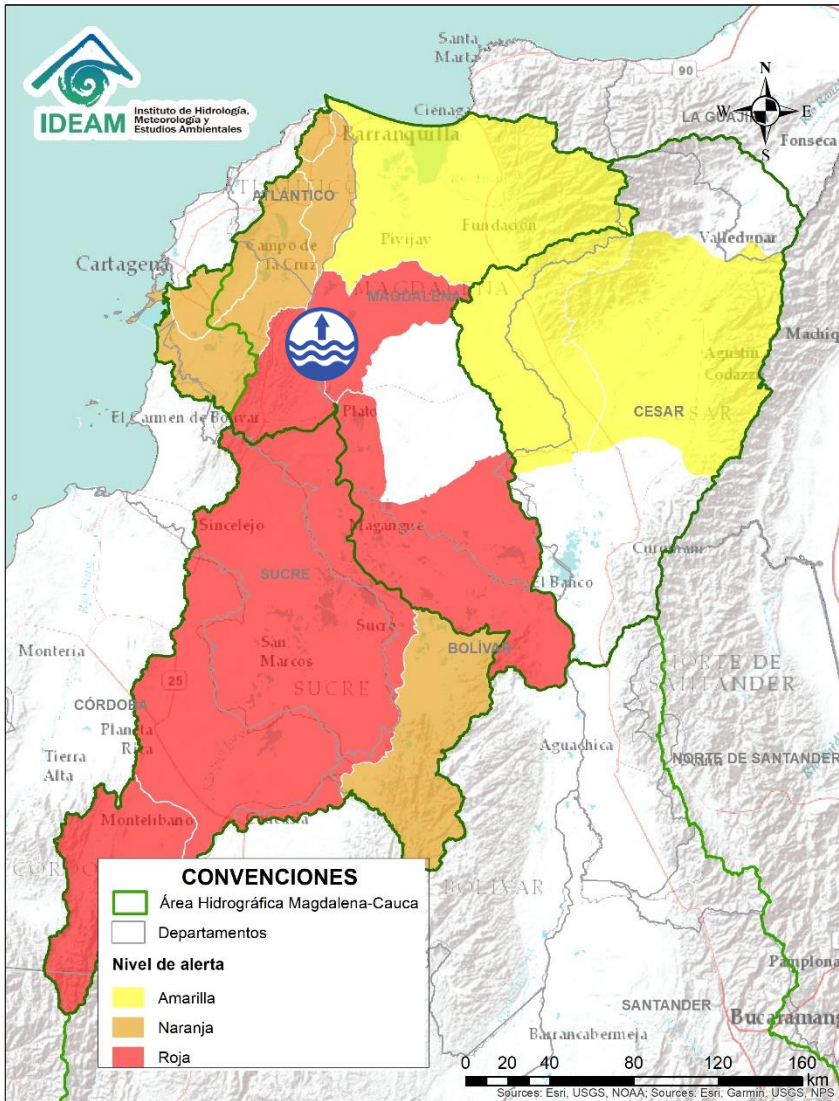 Santa
Marta
90
IDEAM
Instituto de Hidrología,
Meteorología y
Estudios Ambientales
N
W
E
S
Ciénaga
LA GUAJIR
Barranquilla
Fonseca
ATLÁNTICO
Fundación
Pivijay
Valledupar
Campo de
la Cruz
Cartagena
MAGDALENA
Machiq
Agustín
Codazzi
El Carmen de Bolívar
Plato
CESAR
Sincelejo
Magangué
Curumaní
SUCRE
El Banco
Sucre
Montería
San
Marcos
BOLÍVAR
NORTE DE
SANTANDER
25
SUCRE
CÓRDOBA
Planeta
Rica
Tierra
Alta
Aguachica
NORTE DE SANTANDER
Montelíbano
CONVENCIONES
Área Hidrográfica Magdalena-Cauca
Departamentos
Nivel de alerta
Amarilla
Naranja
Roja
BOLÍVAR
Pamplona
SANTANDER
Bucaramang
Barrancabermeja
0 20 40 80 120 160
km
Sources: Esri, USGS, NOAA; Sources: Esri, Garmin, USGS, NPS